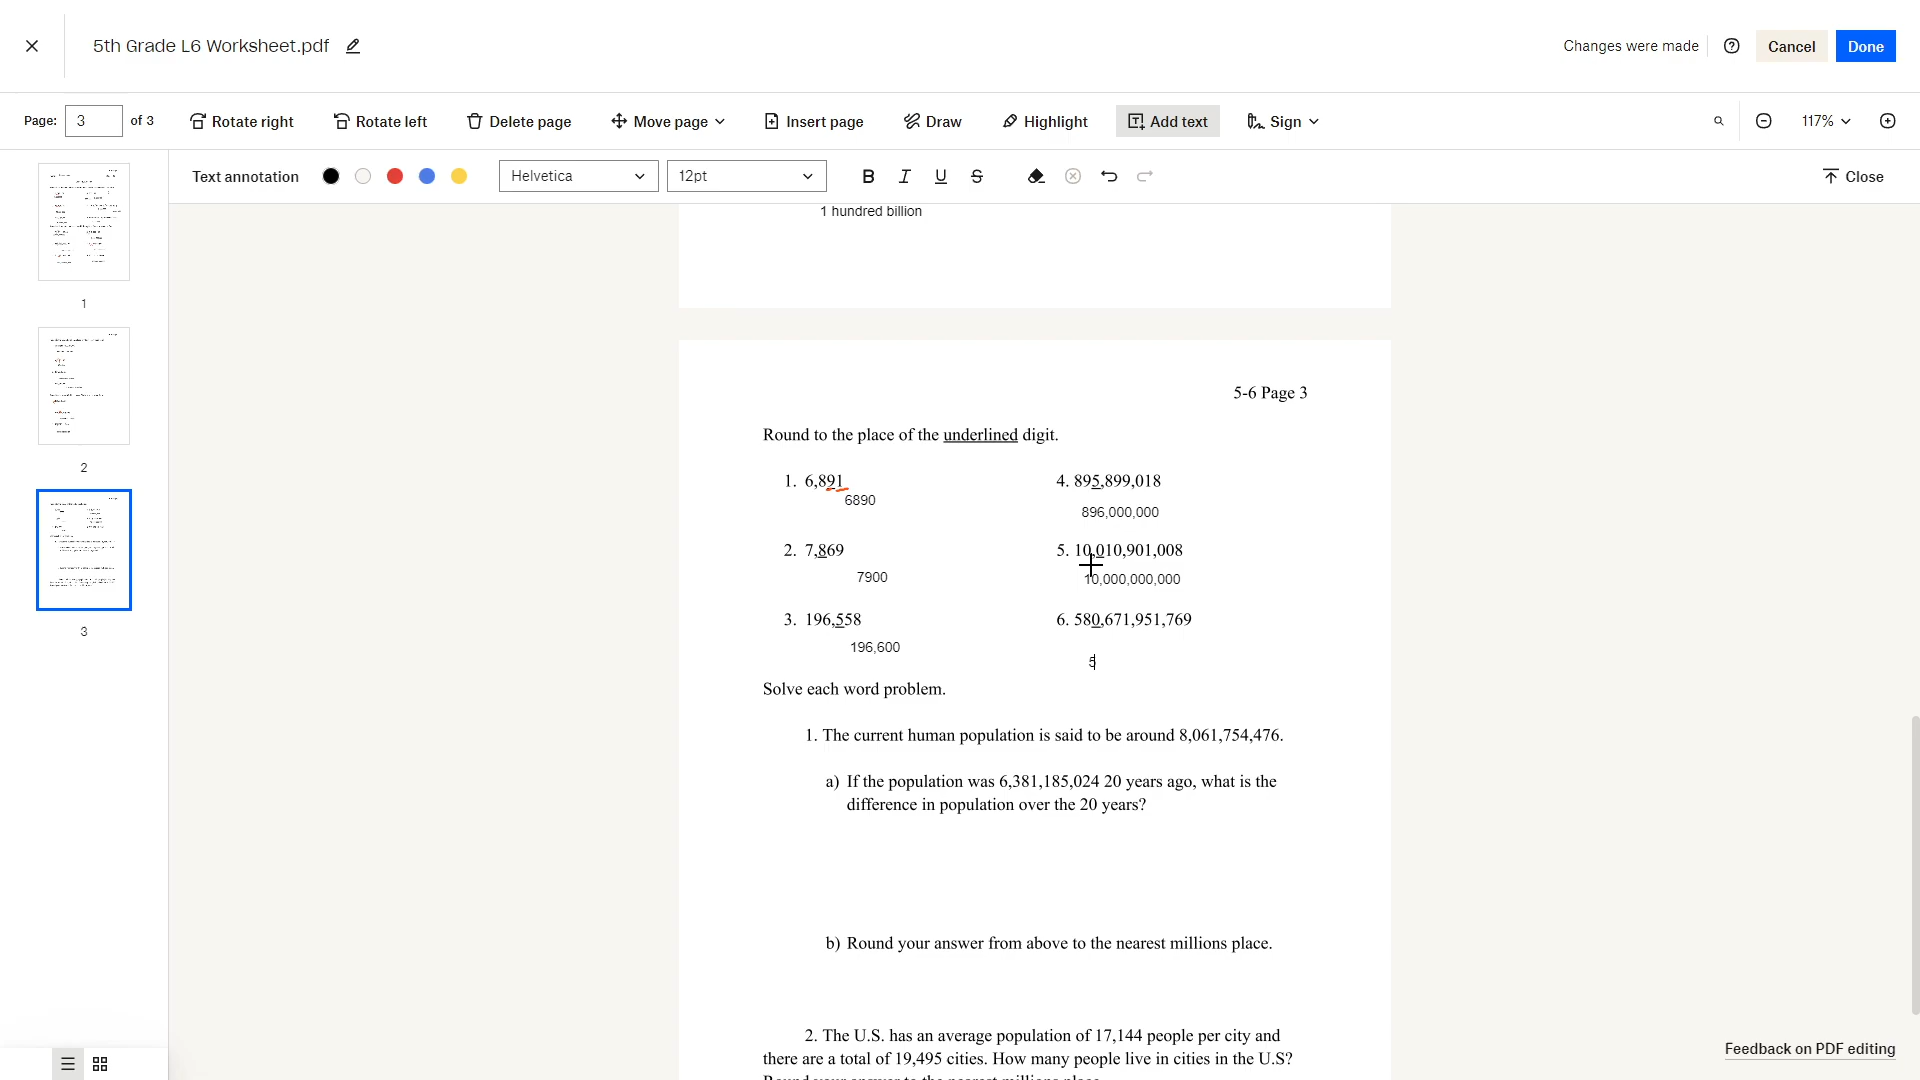 5th Grade L6 Worksheet.pdf
Changes were made
Cancel
Done
Page: 3 of 3
Rotate right
Rotate left
Delete page
Move page
Insert page
Draw
Highlight
Add text
Sign
117%
Text annotation
Helvetica
12pt
B I U S
Close
1
2
3
1 hundred billion
5-6 Page 3
Round to the place of the underlined digit.
1. 6,891
6890
4. 895,899,018
896,000,000
2. 7,869
7900
5. 10,010,901,008
10,000,000,000
3. 196,558
196,600
6. 580,671,951,769
5
Solve each word problem.
1. The current human population is said to be around 8,061,754,476.
a) If the population was 6,381,185,024 20 years ago, what is the
difference in population over the 20 years?
b) Round your answer from above to the nearest millions place.
2. The U.S. has an average population of 17,144 people per city and
there are a total of 19,495 cities. How many people live in cities in the U.S?
Round your answer to the nearest millions place.
Feedback on PDF editing